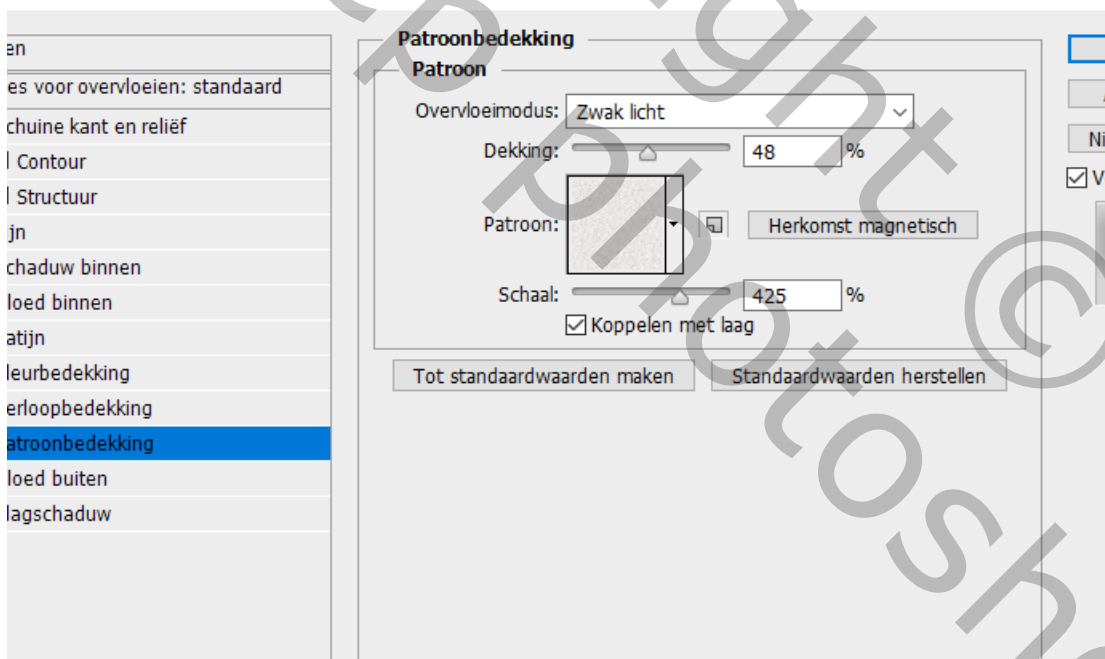 en
es voor overvloeien: standaard
chuine kant en reliëf
Contour
Structuur
jn
chaduw binnen
loed binnen
atijn
leurbedekking
erloopbedekking
atroonbedekking
loed buiten
lagschaduw
Patroonbedekking
Patroon
Overvloeimodus: Zwak licht
Dekking: 48 %
Patroon: Herkomst magnetisch
Schaal: 425 %
Koppelen met laag
Tot standaardwaarden maken Standaardwaarden herstellen
Ni
V